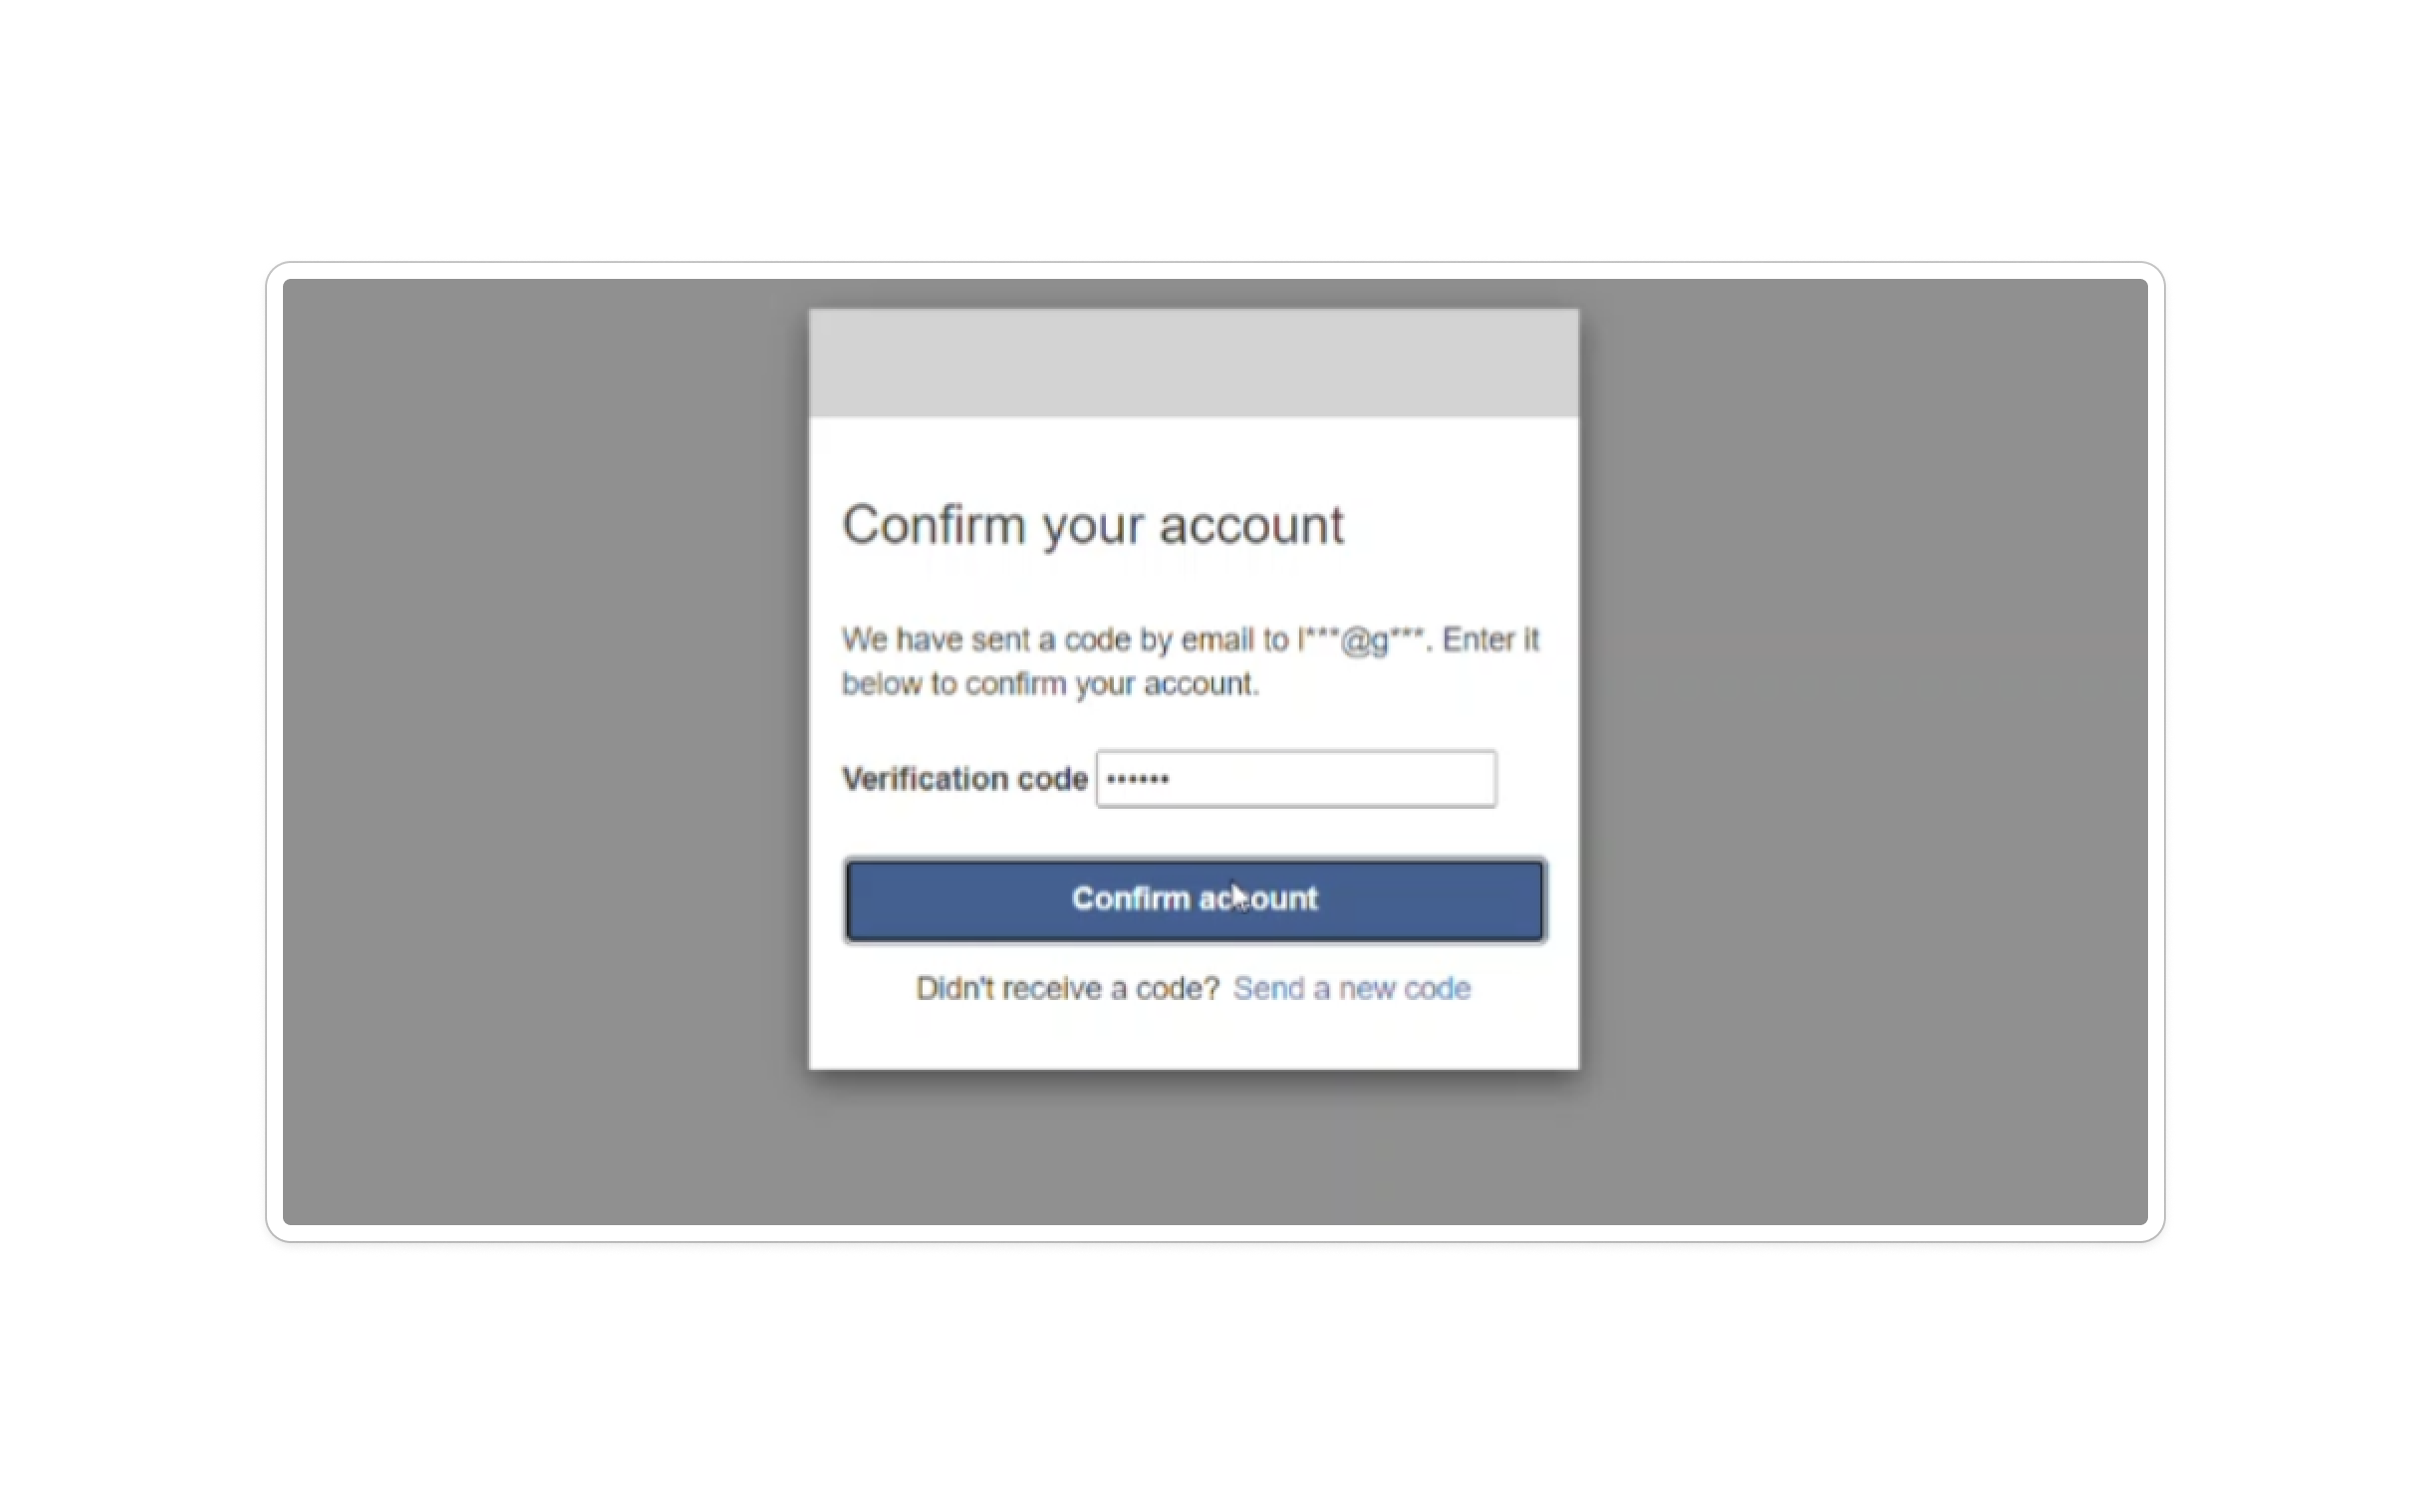 Confirm your account
We have sent a code by email to l***@g***. Enter it
below to confirm your account.
Verification code ••••••
Confirm account
Didn't receive a code? Send a new code